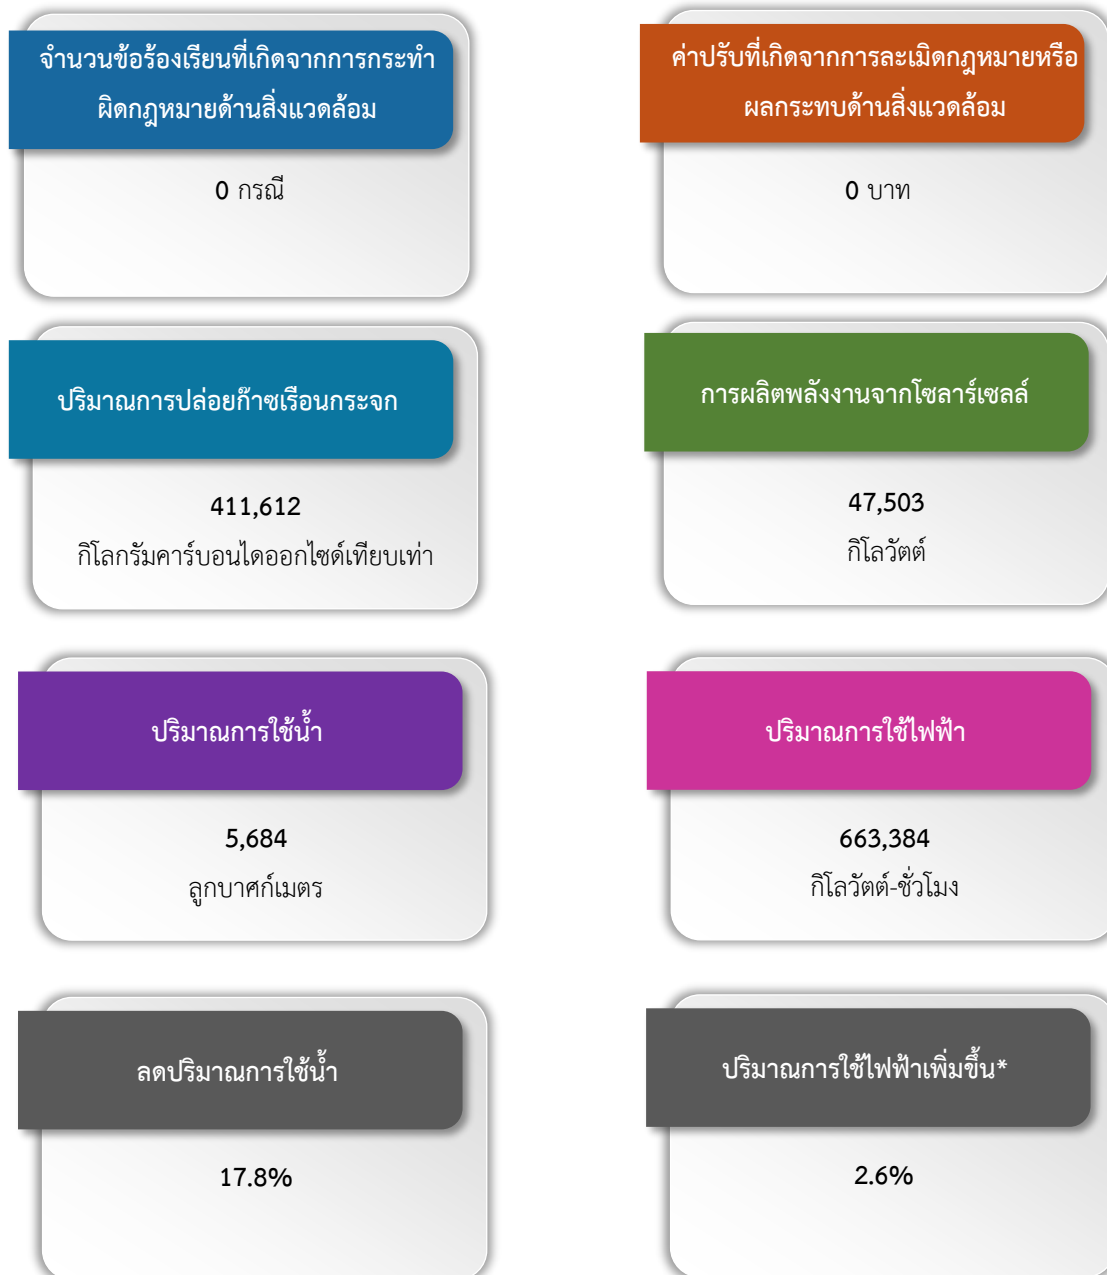 จำนวนข้อร้องเรียนที่เกิดจากการกระทำ
ผิดกฎหมายด้านสิ่งแวดล้อม
0 กรณี
ค่าปรับที่เกิดจากการละเมิดกฎหมายหรือ
ผลกระทบด้านสิ่งแวดล้อม
0 บาท
ปริมาณการปล่อยก๊าซเรือนกระจก
411,612
กิโลกรัมคาร์บอนไดออกไซด์เทียบเท่า
การผลิตพลังงานจากโซลาร์เซลล์
47,503
กิโลวัตต์
ปริมาณการใช้น้ำ
5,684
ลูกบาศก์เมตร
ปริมาณการใช้ไฟฟ้า
663,384
กิโลวัตต์-ชั่วโมง
ลดปริมาณการใช้น้ำ
17.8%
ปริมาณการใช้ไฟฟ้าเพิ่มขึ้น*
2.6%